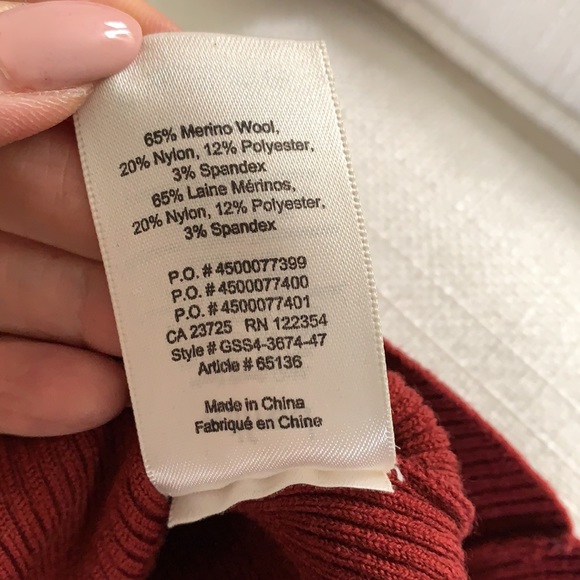 65% Merino Wool,
20% Nylon, 12% Polyester,
3% Spandex
65% Laine Mérinos,
20% Nylon, 12% Polyester,
3% Spandex
P.O. # 4500077399
P.O. # 4500077400
P.O. # 4500077401
CA 23725 RN 122354
Style # GSS4-3674-47
Article # 65136
Made in China
Fabriqué en Chine